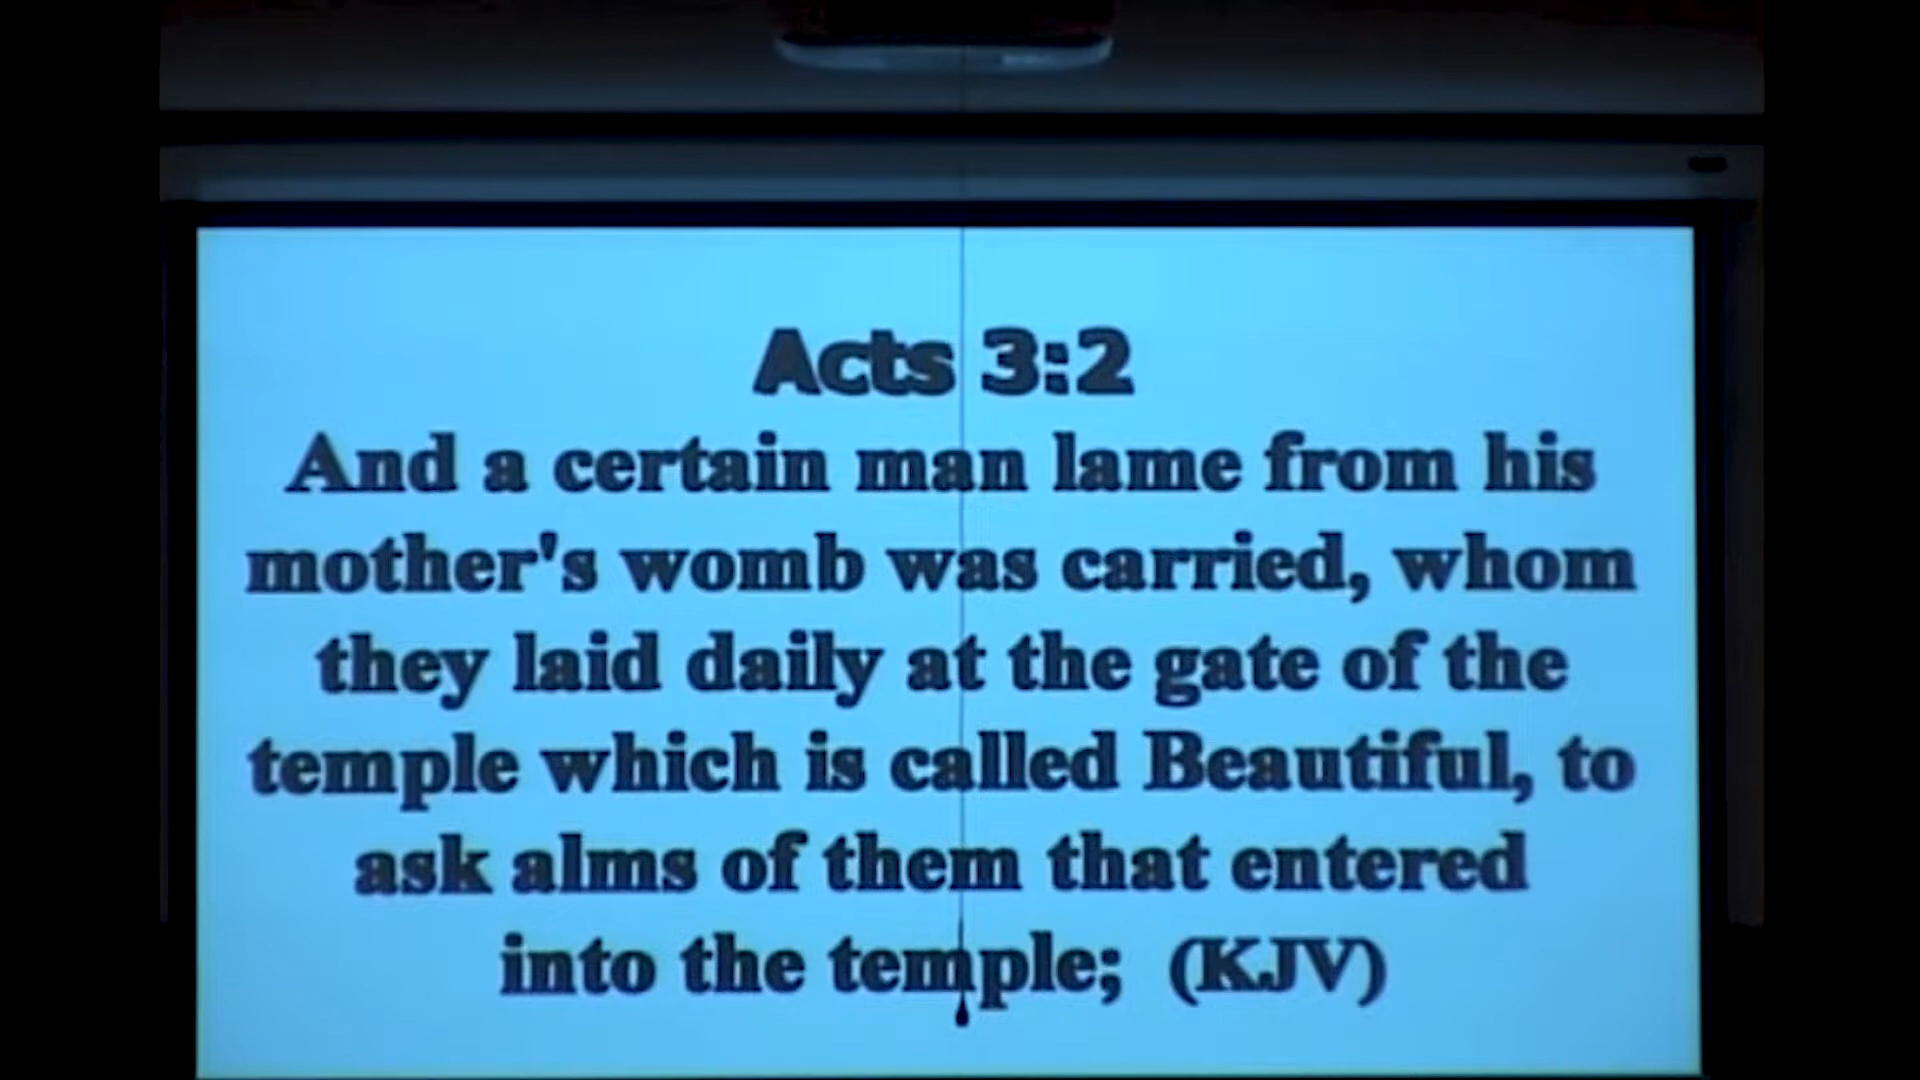 Acts 3:2
And a certain man lame from his
mother's womb was carried, whom
they laid daily at the gate of the
temple which is called Beautiful, to
ask alms of them that entered
into the temple; (KJV)